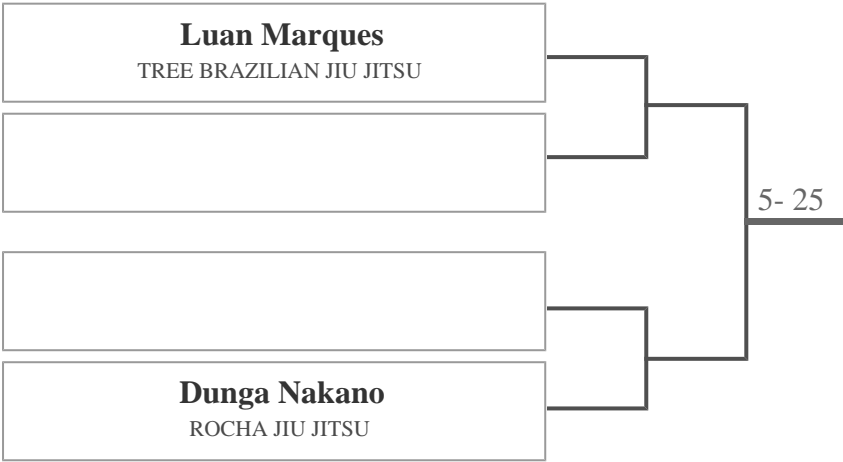 Luan Marques
TREE BRAZILIAN JIU JITSU
5- 25
Dunga Nakano
ROCHA JIU JITSU